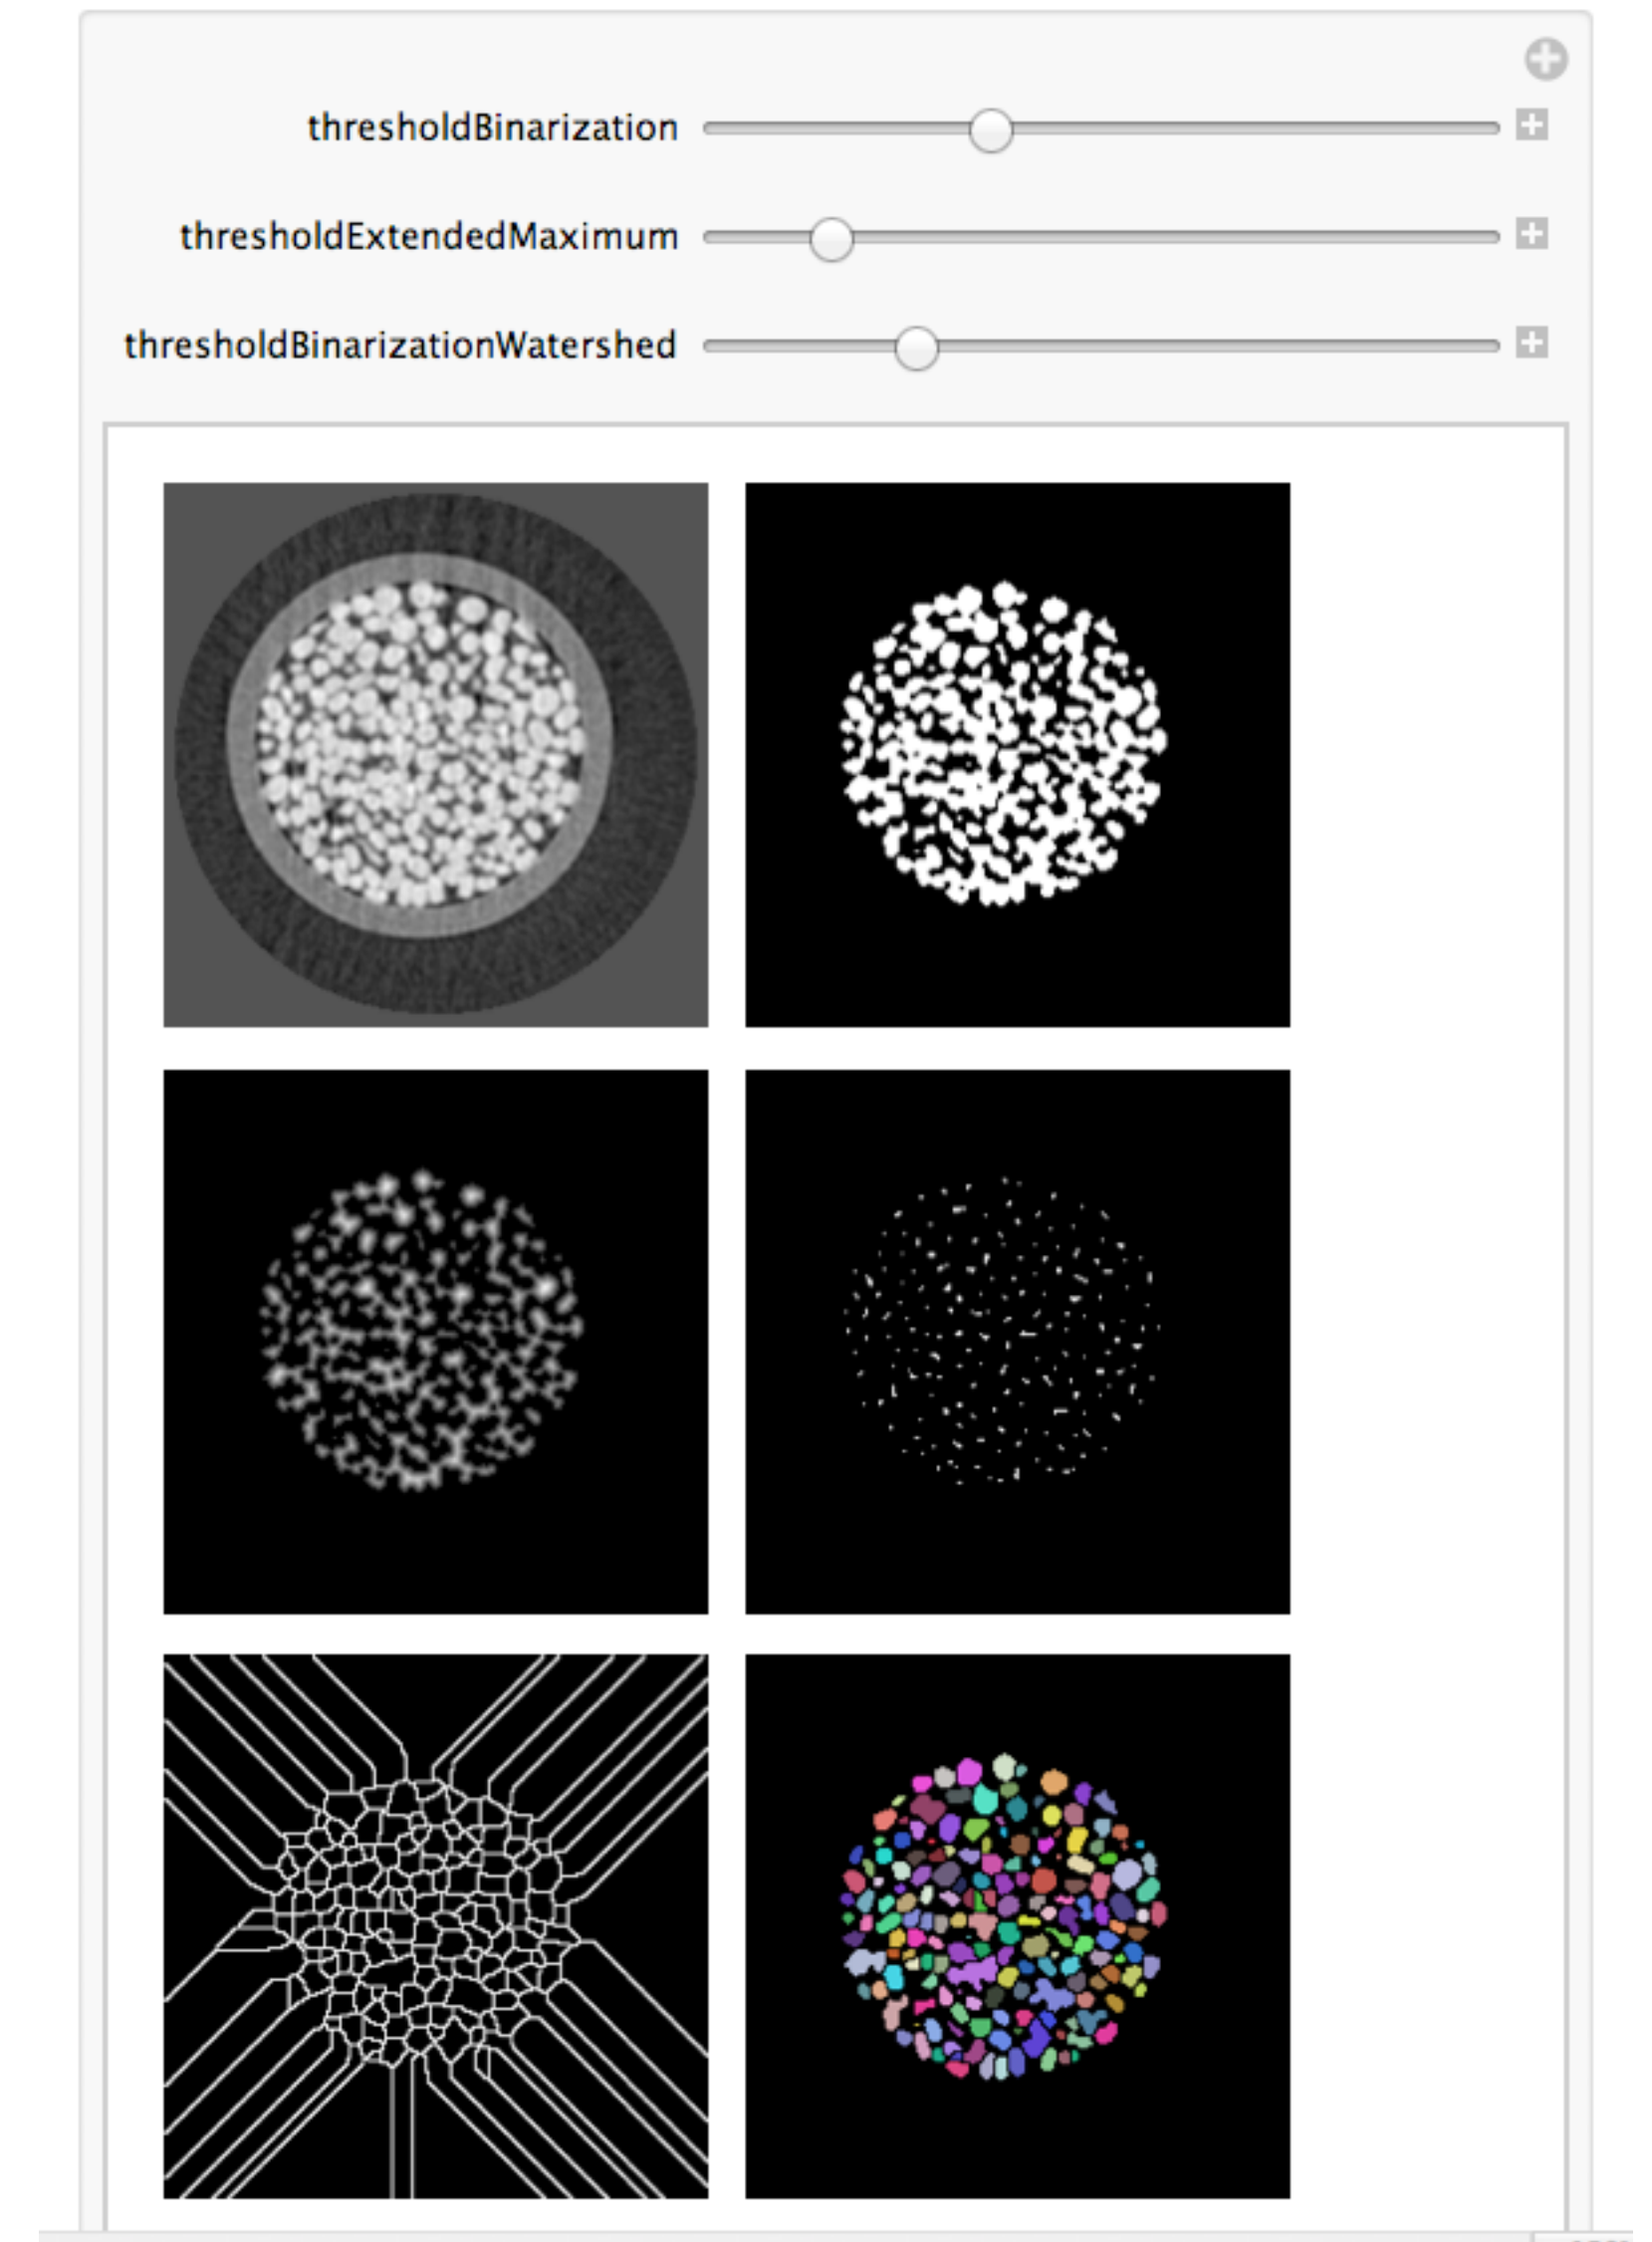 thresholdBinarization
thresholdExtendedMaximum
thresholdBinarizationWatershed